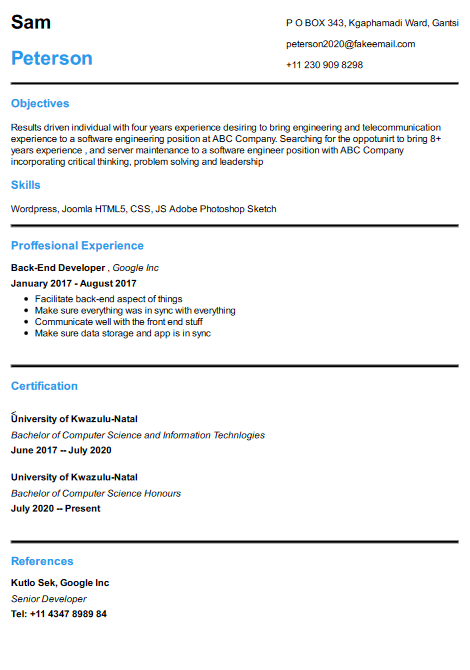 Sam
Peterson
P O BOX 343, Kgaphamadi Ward, Gantsi
peterson2020@fakeemail.com
+11 230 909 8298
Objectives
Results driven individual with four years experience desiring to bring engineering and telecommunication
experience to a software engineering position at ABC Company. Searching for the oppotunirt to bring 8+
years experience , and server maintenance to a software engineer position with ABC Company
incorporating critical thinking, problem solving and leadership
Skills
Wordpress, Joomla HTML5, CSS, JS Adobe Photoshop Sketch
Proffesional Experience
Back-End Developer , Google Inc
January 2017 - August 2017
• Facilitate back-end aspect of things
• Make sure everything was in sync with everything
• Communicate well with the front end stuff
• Make sure data storage and app is in sync
Certification
University of Kwazulu-Natal
Bachelor of Computer Science and Information Technlogies
June 2017 -- July 2020
University of Kwazulu-Natal
Bachelor of Computer Science Honours
July 2020 -- Present
References
Kutlo Sek, Google Inc
Senior Developer
Tel: +11 4347 8989 84